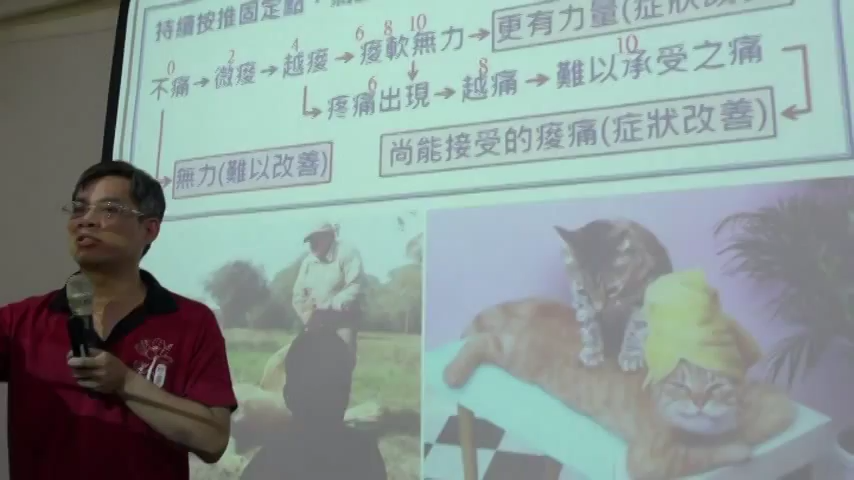 持續按推固定點
0 2 4 6 8 10
不痛→微痠→越痠→痠軟無力→更有力量(症狀改
6 8 10
疼痛出現→越痛→難以承受之痛
無力(難以改善)
尚能接受的痠痛(症狀改善)